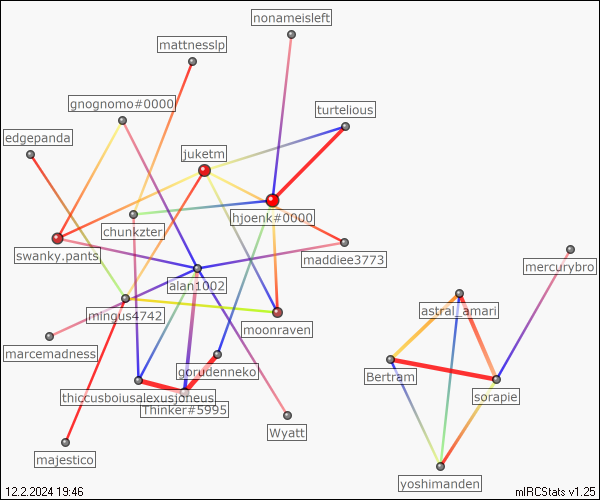 nonameisleft
mattnesslp
gnognomo#0000
turtelious
edgepanda
juketm
hjoenk#0000
chunkzter
swanky.pants
maddiee3773
mercurybro
alan1002
astral_amari
mingus4742
moonraven
marcemadness
gorudenneko
Bertram
thiccusboiusalexusjoneus
sorapie
Thinker#5995
Wyatt
majestico
yoshimanden
12.2.2024 19:46
mIRCStats v1.25